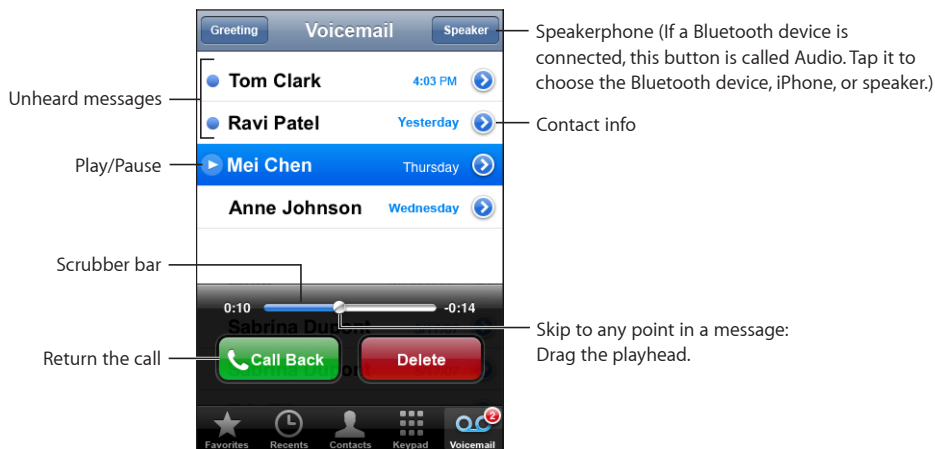 Greeting Voicemail Speaker
Speakerphone (If a Bluetooth device is
connected, this button is called Audio. Tap it to
choose the Bluetooth device, iPhone, or speaker.)
Unheard messages
Tom Clark 4:03 PM
Ravi Patel Yesterday
Contact info
Play/Pause
Mei Chen Thursday
Anne Johnson Wednesday
Scrubber bar
0:10 -0:14
Sabrina Dupont
Skip to any point in a message:
Drag the playhead.
Return the call
Call Back Delete
Favorites Recents Contacts Keypad Voicemail 2